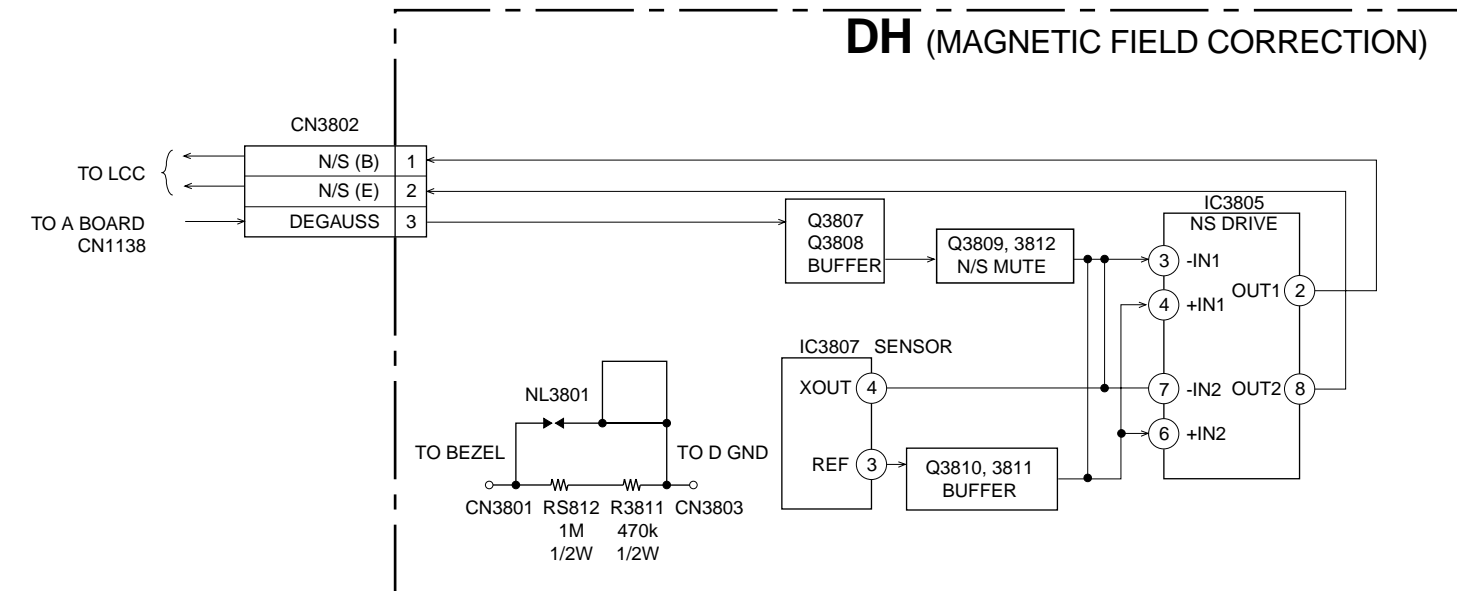 DH (MAGNETIC FIELD CORRECTION)
CN3802
TO LCC
N/S (B) 1
N/S (E) 2
TO A BOARD
CN1138
DEGAUSS 3
Q3807
Q3808
BUFFER
Q3809, 3812
N/S MUTE
IC3805
NS DRIVE
3 -IN1
4 +IN1
OUT1 2
7 -IN2
OUT2 8
6 +IN2
IC3807 SENSOR
XOUT 4
REF 3
Q3810, 3811
BUFFER
NL3801
TO BEZEL
TO D GND
CN3801 RS812 R3811 CN3803
1M 470k
1/2W 1/2W